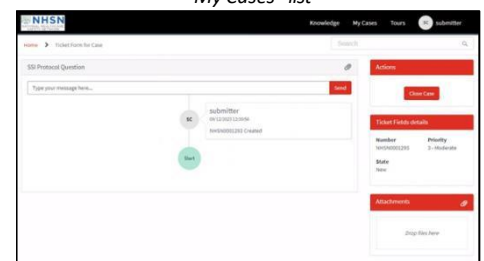 "My Cases" list
NHSN
Knowledge My Cases Tours SC submitter
Home > Ticket Form for Case
Search
SSI Protocol Question
Type your message here... Send
SC
submitter
NHSN0001203 Created
Start
Actions
Close Case
Ticket Fields details
Number Priority
NHSN0001203 3 - Moderate
State
New
Attachments
Drop files here